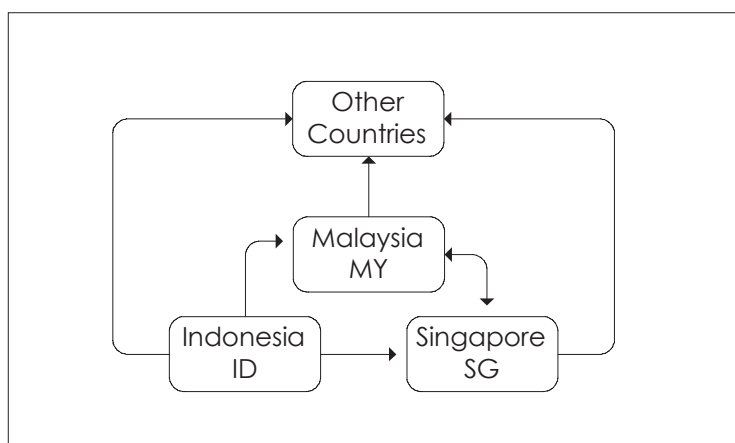 Other
Countries
Malaysia
MY
Indonesia
ID
Singapore
SG